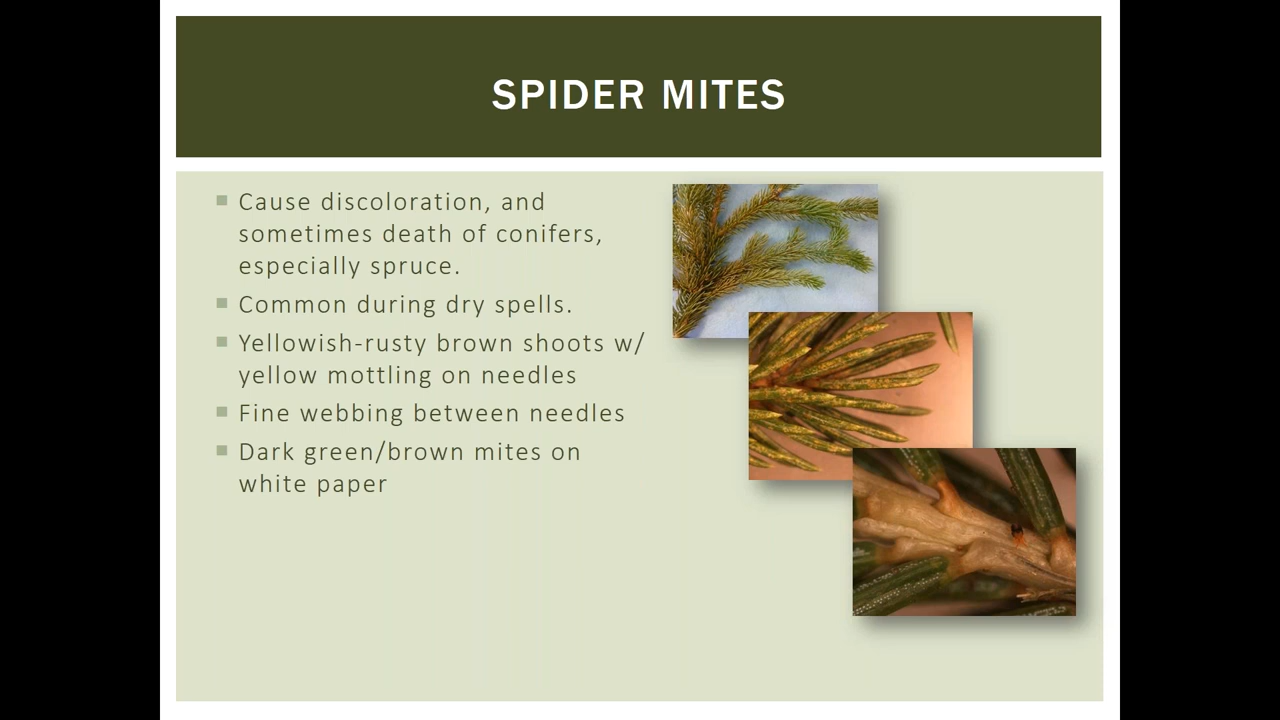 SPIDER MITES
Cause discoloration, and
sometimes death of conifers,
especially spruce.
Common during dry spells.
Yellowish-rusty brown shoots w/
yellow mottling on needles
Fine webbing between needles
Dark green/brown mites on
white paper